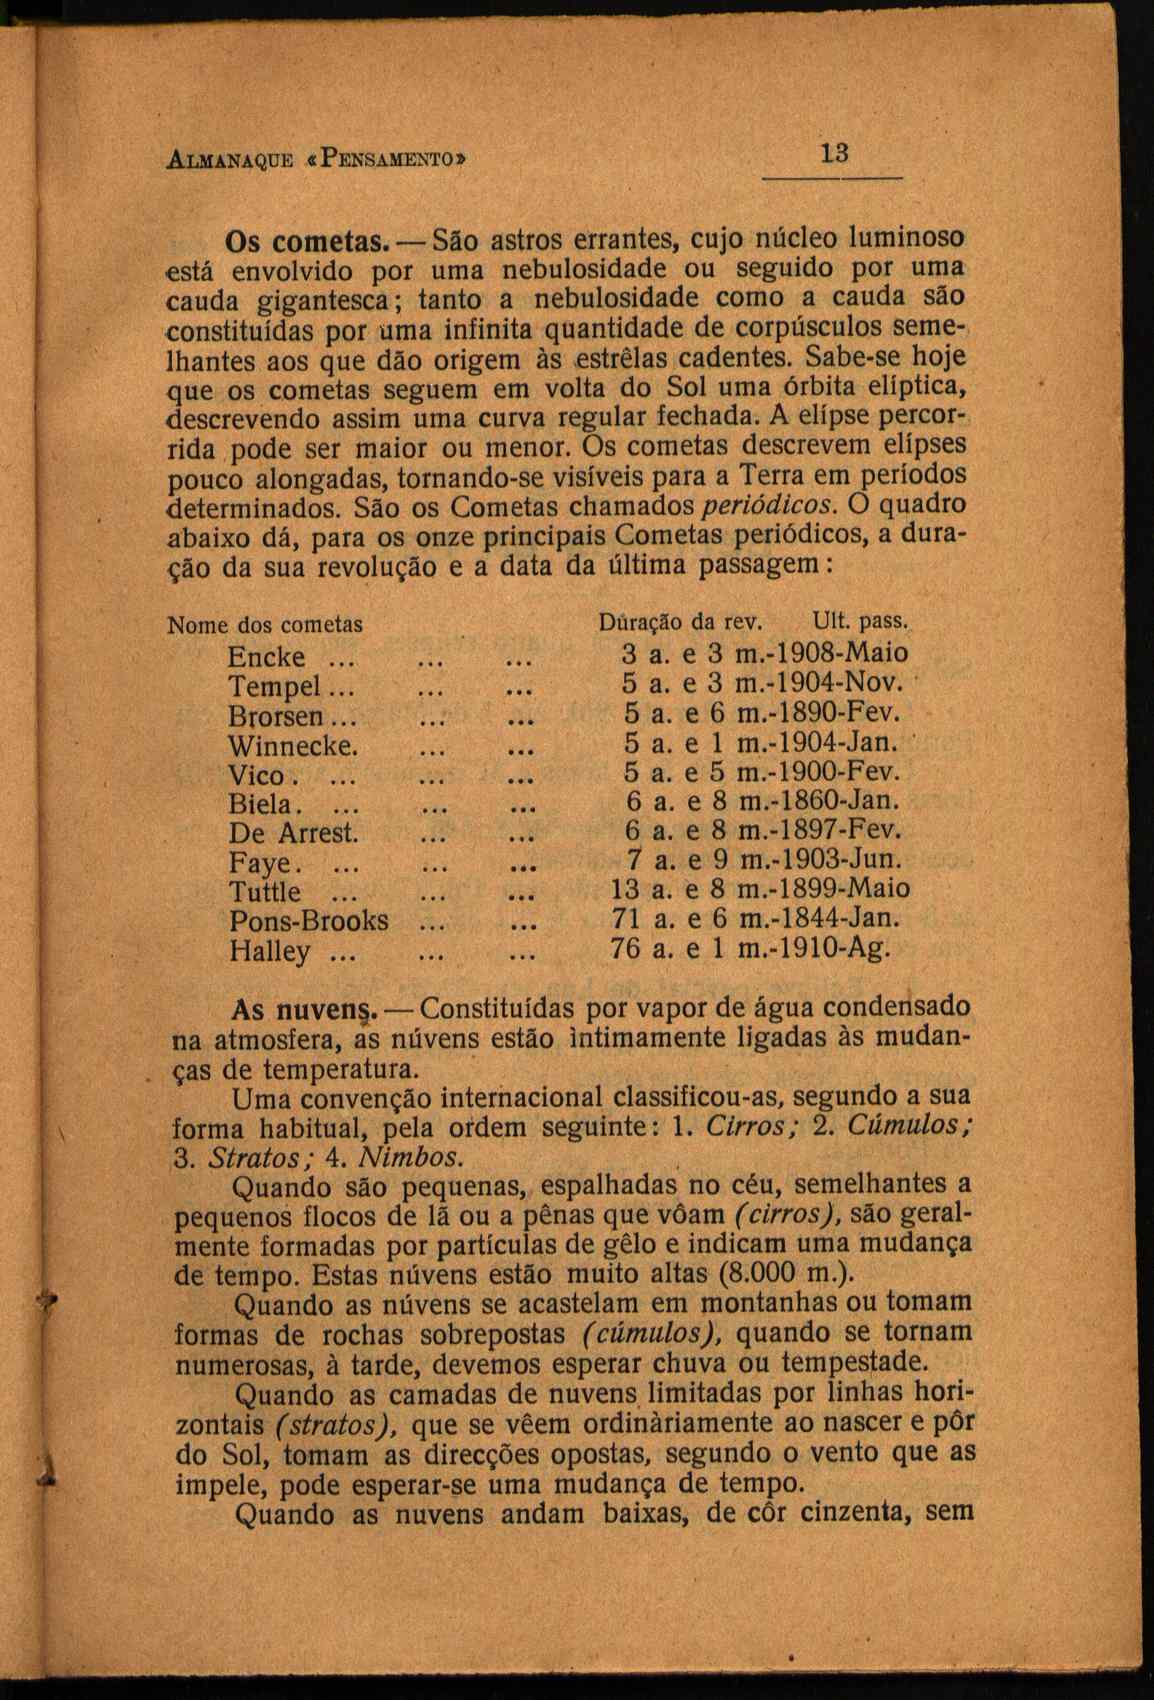 ALMANAQUE «PENSAMENTO» 13
Os cometas. — São astros errantes, cujo núcleo luminoso
está envolvido por uma nebulosidade ou seguido por uma
cauda gigantesca; tanto a nebulosidade como a cauda são
constituídas por uma infinita quantidade de corpúsculos seme-
lhantes aos que dão origem às estrêlas cadentes. Sabe-se hoje
que os cometas seguem em volta do Sol uma órbita elíptica,
descrevendo assim uma curva regular fechada. A elípse percor-
rida pode ser maior ou menor. Os cometas descrevem elípses
pouco alongadas, tornando-se visíveis para a Terra em períodos
determinados. São os Cometas chamados periódicos. O quadro
abaixo dá, para os onze principais Cometas periódicos, a dura-
ção da sua revolução e a data da última passagem :
Nome dos cometas Duração da rev. Ult. pass.
Encke ... ... ... 3 a. e 3 m.-1908-Maio
Tempel ... ... ... 5 a. e 3 m.-1904-Nov.
Brorsen ... ... ... 5 a. e 6 m.-1890-Fev.
Winnecke. ... ... 5 a. e 1 m.-1904-Jan.
Vico . ... ... ... 5 a. e 5 m.-1900-Fev.
Biela. ... ... ... 6 a. e 8 m.-1860-Jan.
De Arrest. ... ... 6 a. e 8 m.-1897-Fev.
Faye. ... ... ... 7 a. e 9 m.-1903-Jun.
Tuttle ... ... ... 13 a. e 8 m.-1899-Maio
Pons-Brooks ... ... 71 a. e 6 m.-1844-Jan.
Halley ... ... ... 76 a. e 1 m.-1910-Ag.
As nuvens. — Constituídas por vapor de água condensado
na atmosfera, as núvens estão ìntimamente ligadas às mudan-
ças de temperatura.
Uma convenção internacional classificou-as, segundo a sua
forma habitual, pela ordem seguinte: 1. Cirros; 2. Cúmulos;
3. Stratos; 4. Nimbos.
Quando são pequenas, espalhadas no céu, semelhantes a
pequenos flocos de lã ou a pênas que vôam (cirros), são geral-
mente formadas por partículas de gêlo e indicam uma mudança
de tempo. Estas núvens estão muito altas (8.000 m.).
Quando as núvens se acastelam em montanhas ou tomam
formas de rochas sobrepostas (cúmulos), quando se tornam
numerosas, à tarde, devemos esperar chuva ou tempestade.
Quando as camadas de nuvens limitadas por linhas hori-
zontais (stratos), que se vêem ordinàriamente ao nascer e pôr
do Sol, tomam as direcções opostas, segundo o vento que as
impele, pode esperar-se uma mudança de tempo.
Quando as nuvens andam baixas, de côr cinzenta, sem